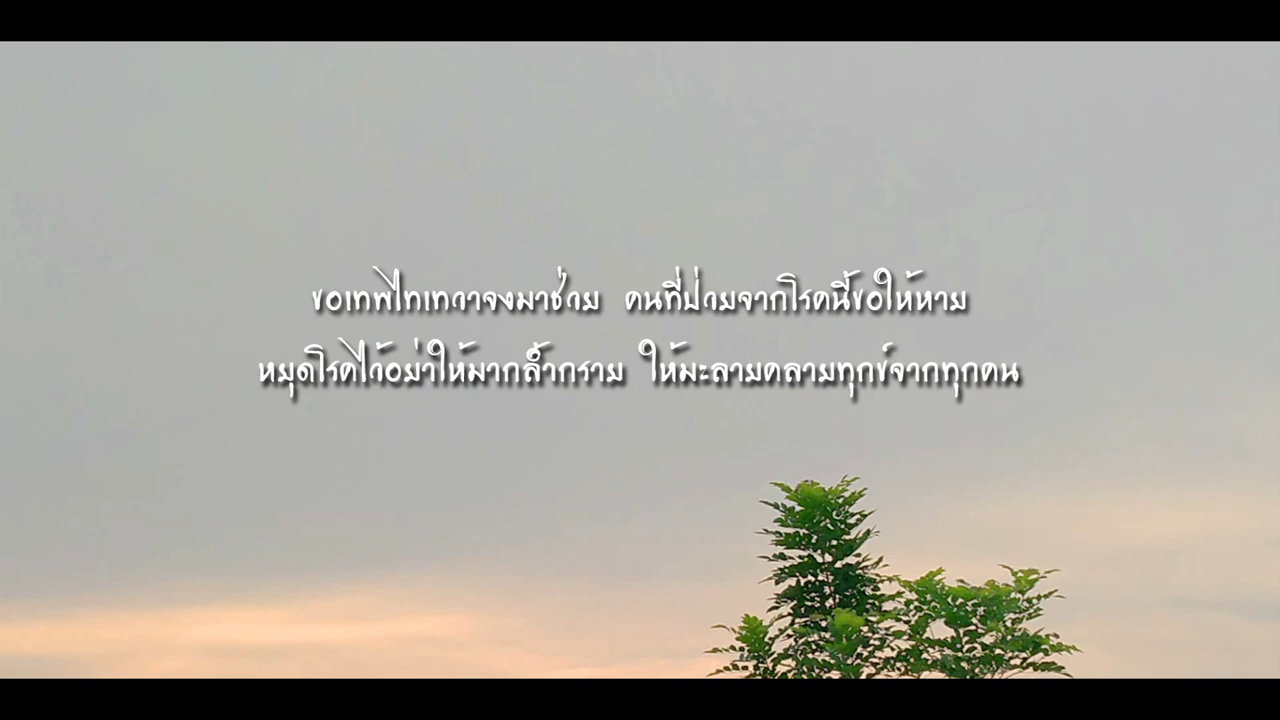 ขอเทพไทเทวาจงมาช่วย คนที่ป่วยจากโรคนี้ขอให้หาย
หยุดโรคไว้อย่าให้มากล้ำกราย ให้มะลายคลายทุกข์จากทุกคน